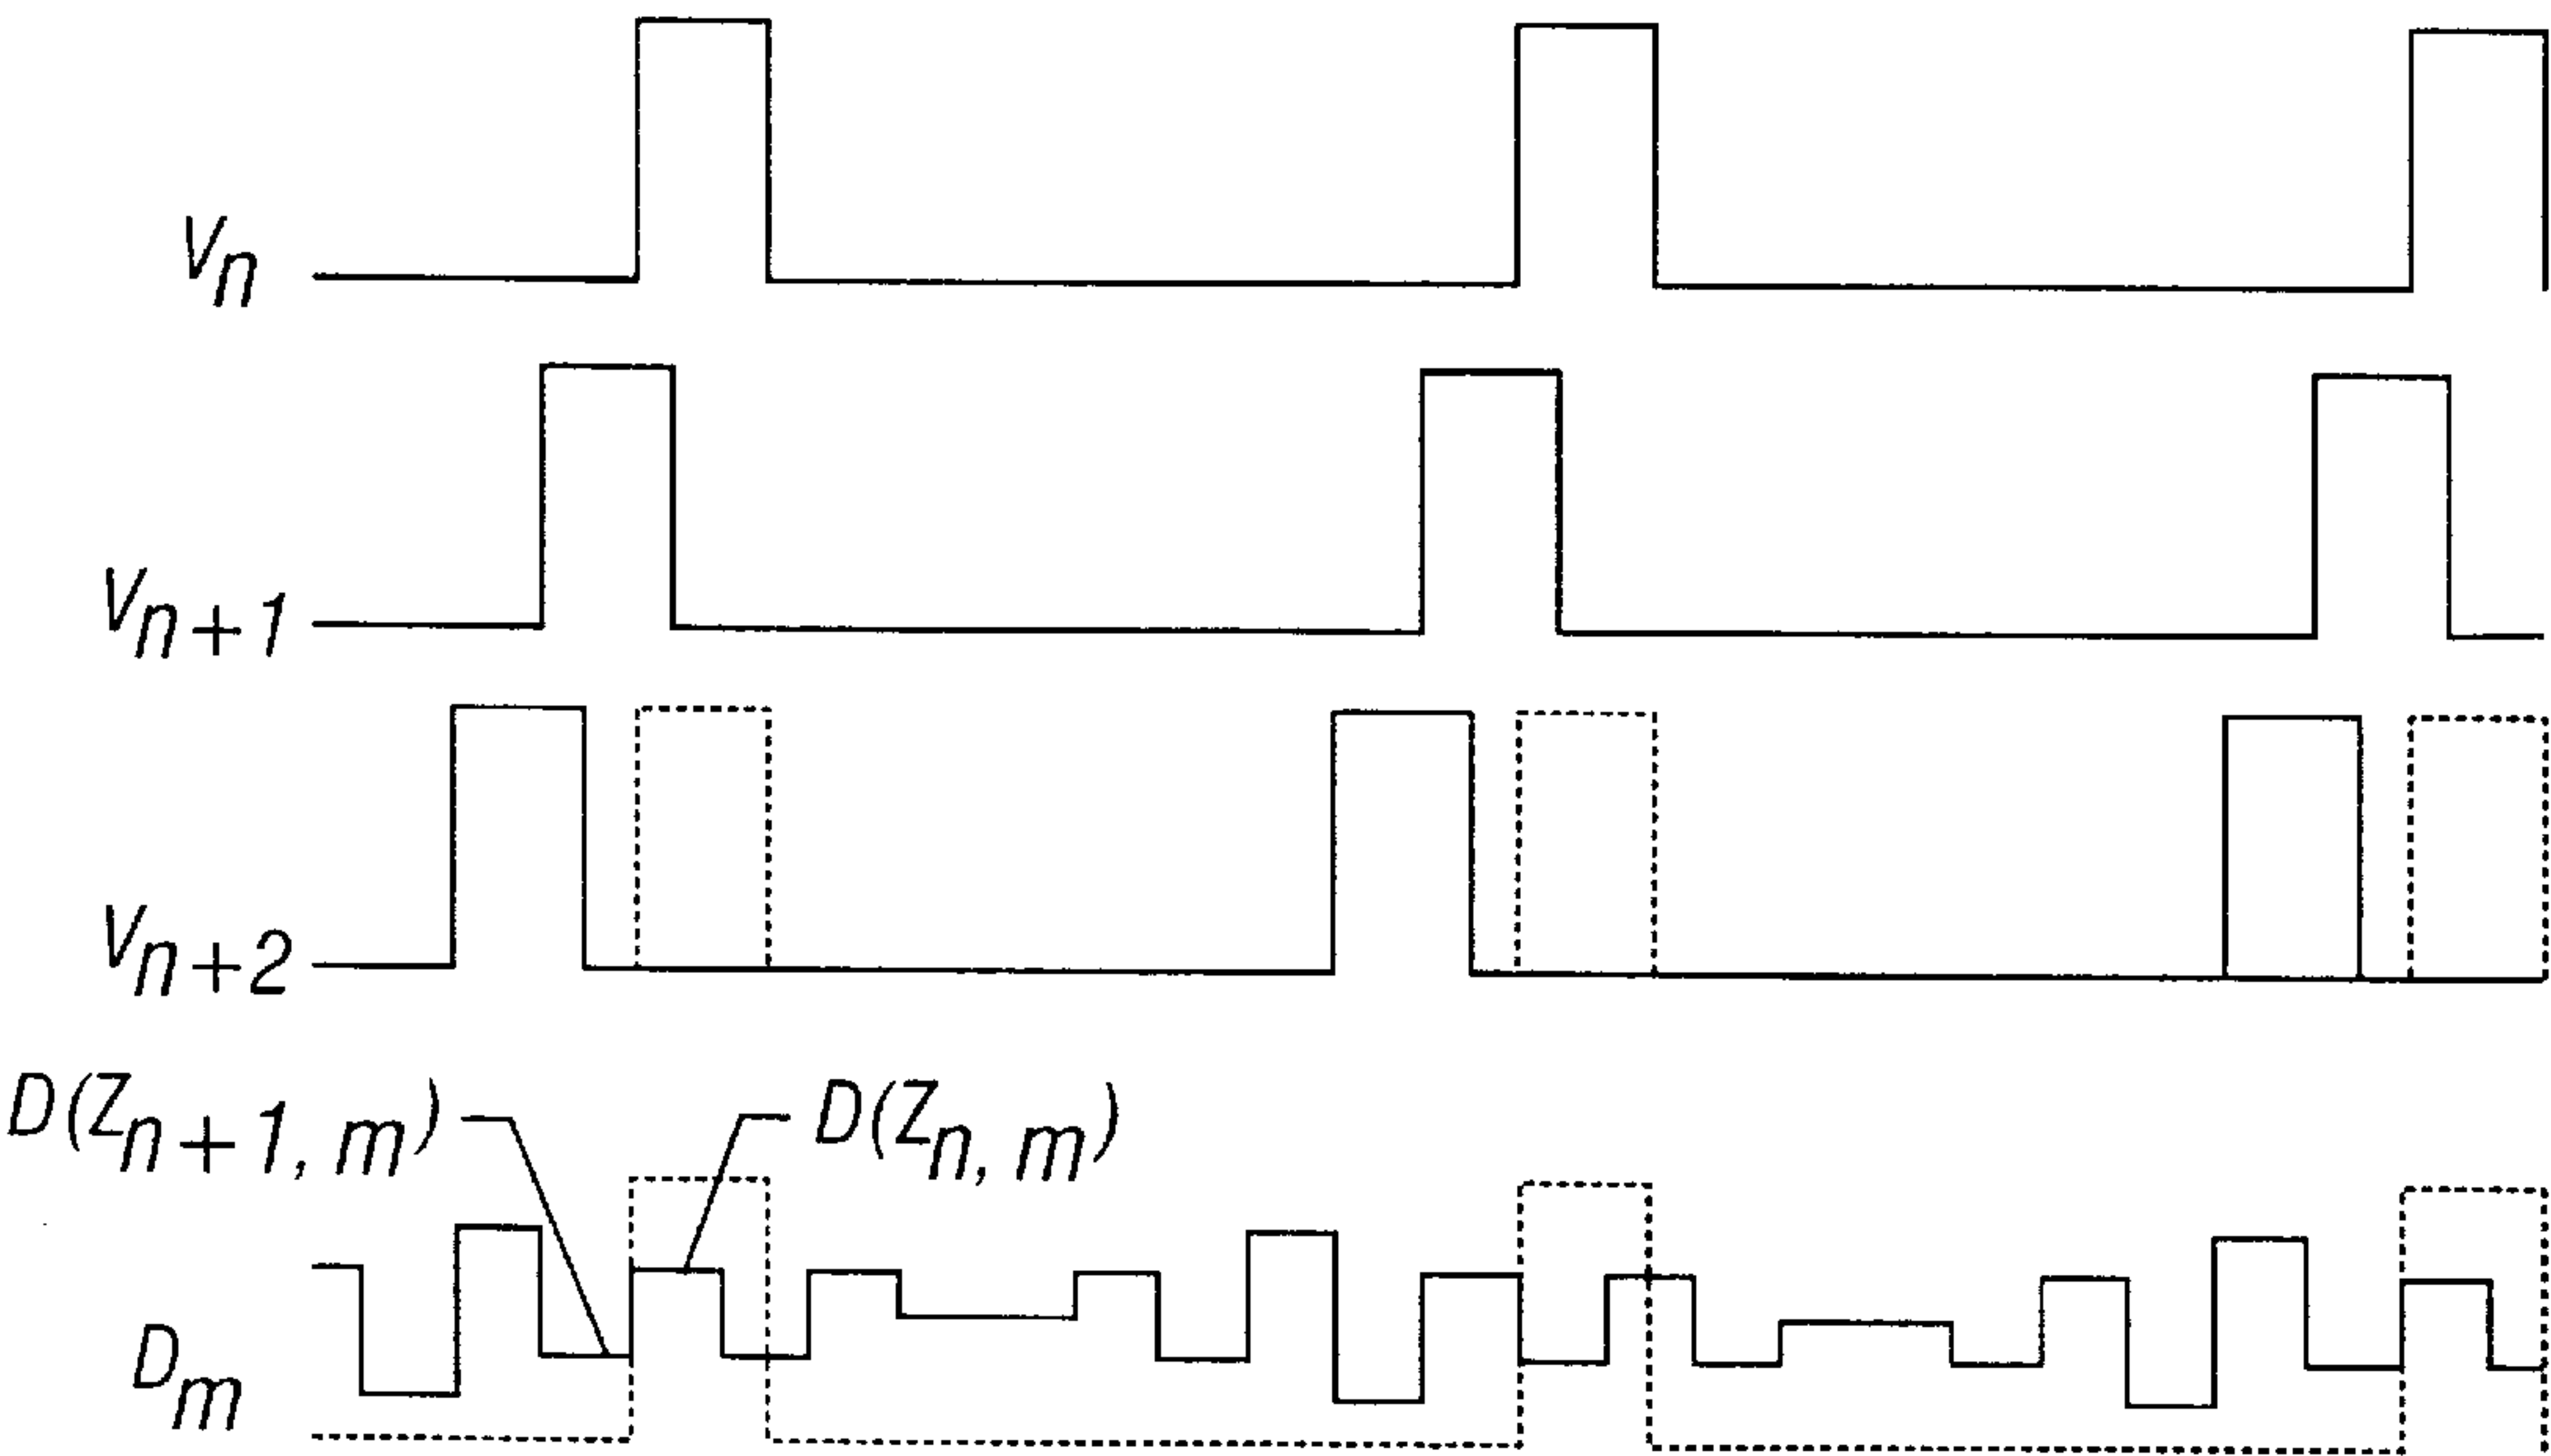 Vn
Vn+1
Vn+2
D(Zn+1, m) D(Zn, m)
Dm